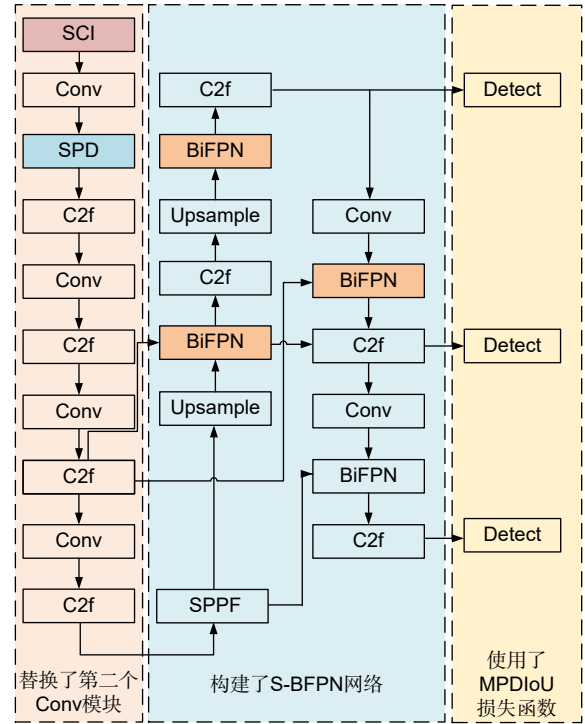 SCI
Conv
SPD
C2f
Conv
C2f
Conv
C2f
Conv
C2f
替换了第二个
Conv模块
C2f
BiFPN
Upsample
C2f
BiFPN
Upsample
SPPF
Conv
BiFPN
C2f
Conv
BiFPN
C2f
构建了S-BFPN网络
Detect
Detect
Detect
使用了
MPDIoU
损失函数